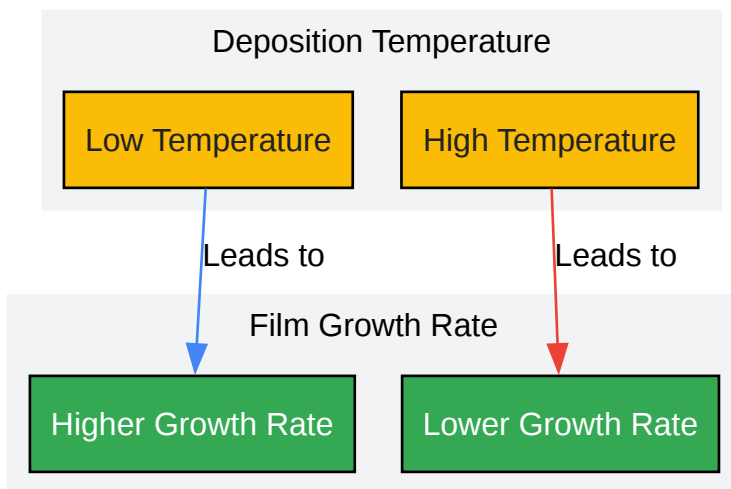 Deposition Temperature
Low Temperature
High Temperature
Leads to
Leads to
Film Growth Rate
Higher Growth Rate
Lower Growth Rate